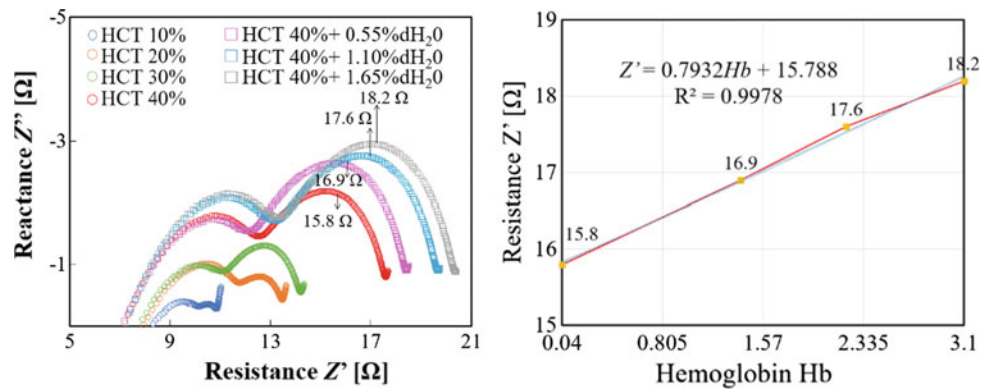 -5
-3
-1
Reactance Z” [Ω]
HCT 10%
HCT 20%
HCT 30%
HCT 40%
HCT 40%+ 0.55%dH₂0
HCT 40%+ 1.10%dH₂0
HCT 40%+ 1.65%dH₂0
18.2 Ω
17.6 Ω
16.9 Ω
15.8 Ω
5 9 13 17 21
Resistance Z’ [Ω]
19
18
17
16
15
Resistance Z’ [Ω]
Z’ = 0.7932Hb + 15.788
R² = 0.9978
18.2
17.6
16.9
15.8
0.04 0.805 1.57 2.335 3.1
Hemoglobin Hb